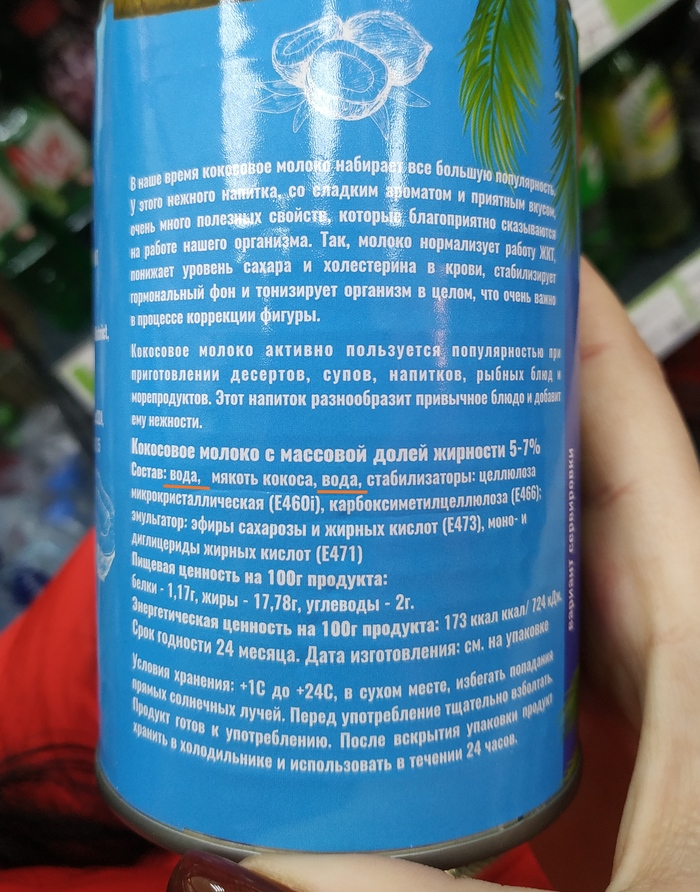 В наше время кокосовое молоко набирает все большую популярность.
У этого нежного напитка, со сладким ароматом и приятным вкусом,
очень много полезных свойств, которые благоприятно сказываются
на работе нашего организма. Так, молоко нормализует работу ЖКТ,
понижает уровень сахара и холестерина в крови, стабилизирует
гормональный фон и тонизирует организм в целом, что очень важно
в процессе коррекции фигуры.
Кокосовое молоко активно пользуется популярностью при
приготовлении десертов, супов, напитков, рыбных блюд и
морепродуктов. Этот напиток разнообразит привычное блюдо и добавит
ему нежности.
Кокосовое молоко с массовой долей жирности 5-7%
Состав: вода, мякоть кокоса, вода, стабилизаторы: целлюлоза
микрокристаллическая (E460i), карбоксиметилцеллюлоза (E466);
эмульгатор: эфиры сахарозы и жирных кислот (E473), моно- и
диглицериды жирных кислот (E471)
Пищевая ценность на 100г продукта:
белки - 1,17г, жиры - 17,78г, углеводы - 2г.
Энергетическая ценность на 100г продукта: 173 ккал ккал/ 724 кДж.
Срок годности 24 месяца. Дата изготовления: см. на упаковке
Условия хранения: +1С до +24С, в сухом месте, избегать попадания
прямых солнечных лучей. Перед употребление тщательно взболтать.
Продукт готов к употреблению. После вскрытия упаковки продукт
хранить в холодильнике и использовать в течении 24 часов.
вариант сервировки